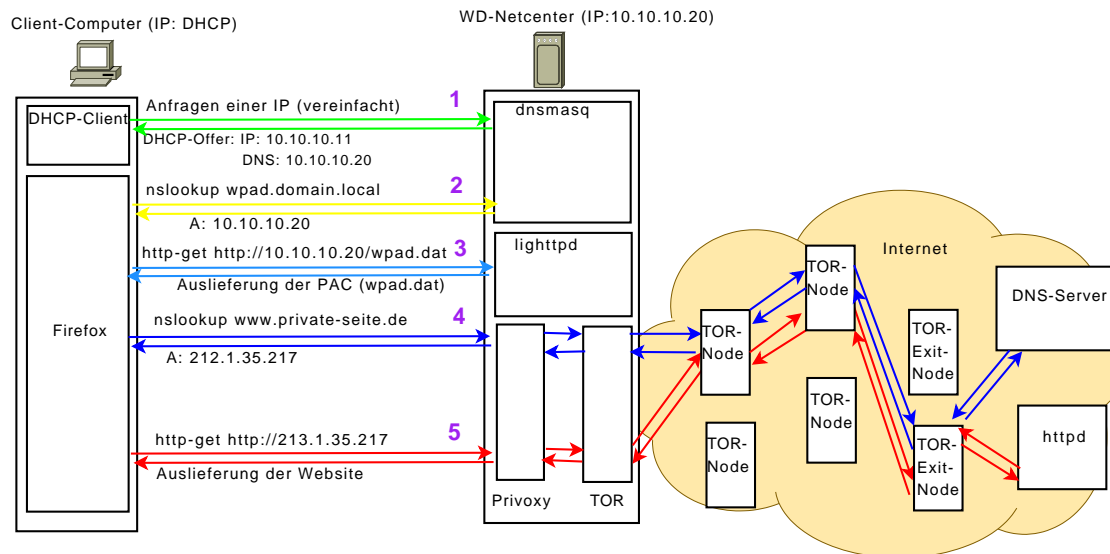 Client-Computer (IP: DHCP)
WD-Netcenter (IP:10.10.10.20)
DHCP-Client
Anfragen einer IP (vereinfacht)
1
dnsmasq
DHCP-Offer: IP: 10.10.10.11
DNS: 10.10.10.20
nslookup wpad.domain.local
2
A: 10.10.10.20
http-get http://10.10.10.20/wpad.dat
3
lighttpd
Auslieferung der PAC (wpad.dat)
Firefox
nslookup www.private-seite.de
4
A: 212.1.35.217
http-get http://213.1.35.217
5
Auslieferung der Website
Privoxy
TOR
Internet
TOR-
Node
TOR-
Node
TOR-
Exit-
Node
DNS-Server
TOR-
Node
TOR-
Node
TOR-
Exit-
Node
httpd